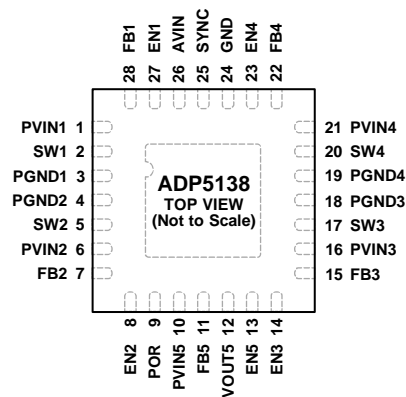 28 FB1
27 EN1
26 AVIN
25 SYNC
24 GND
23 EN4
22 FB4
PVIN1 1
SW1 2
PGND1 3
PGND2 4
SW2 5
PVIN2 6
FB2 7
ADP5138
TOP VIEW
(Not to Scale)
21 PVIN4
20 SW4
19 PGND4
18 PGND3
17 SW3
16 PVIN3
15 FB3
EN2 8
POR 9
PVIN5 10
FB5 11
VOUT5 12
EN5 13
EN3 14